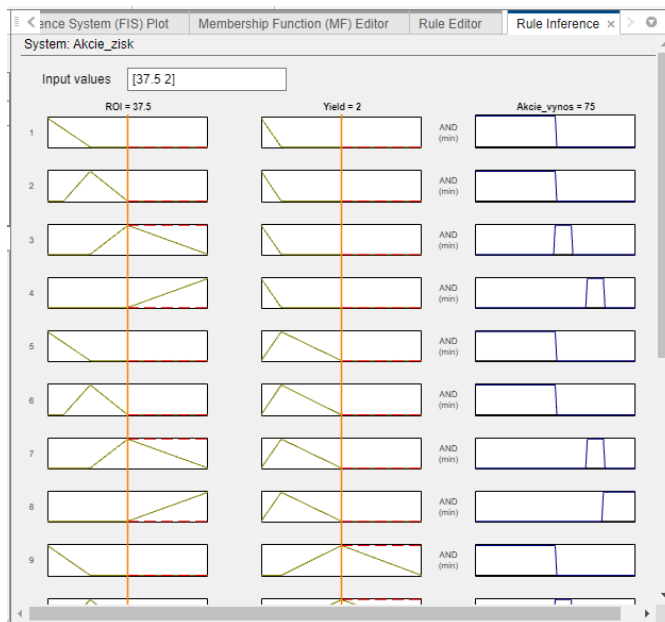 ence System (FIS) Plot Membership Function (MF) Editor Rule Editor Rule Inference ×
System: Akcie_zisk
Input values [37.5 2]
ROI = 37.5 Yield = 2 Akcie_vynos = 75
1 AND
(min)
2 AND
(min)
3 AND
(min)
4 AND
(min)
5 AND
(min)
6 AND
(min)
7 AND
(min)
8 AND
(min)
9 AND
(min)